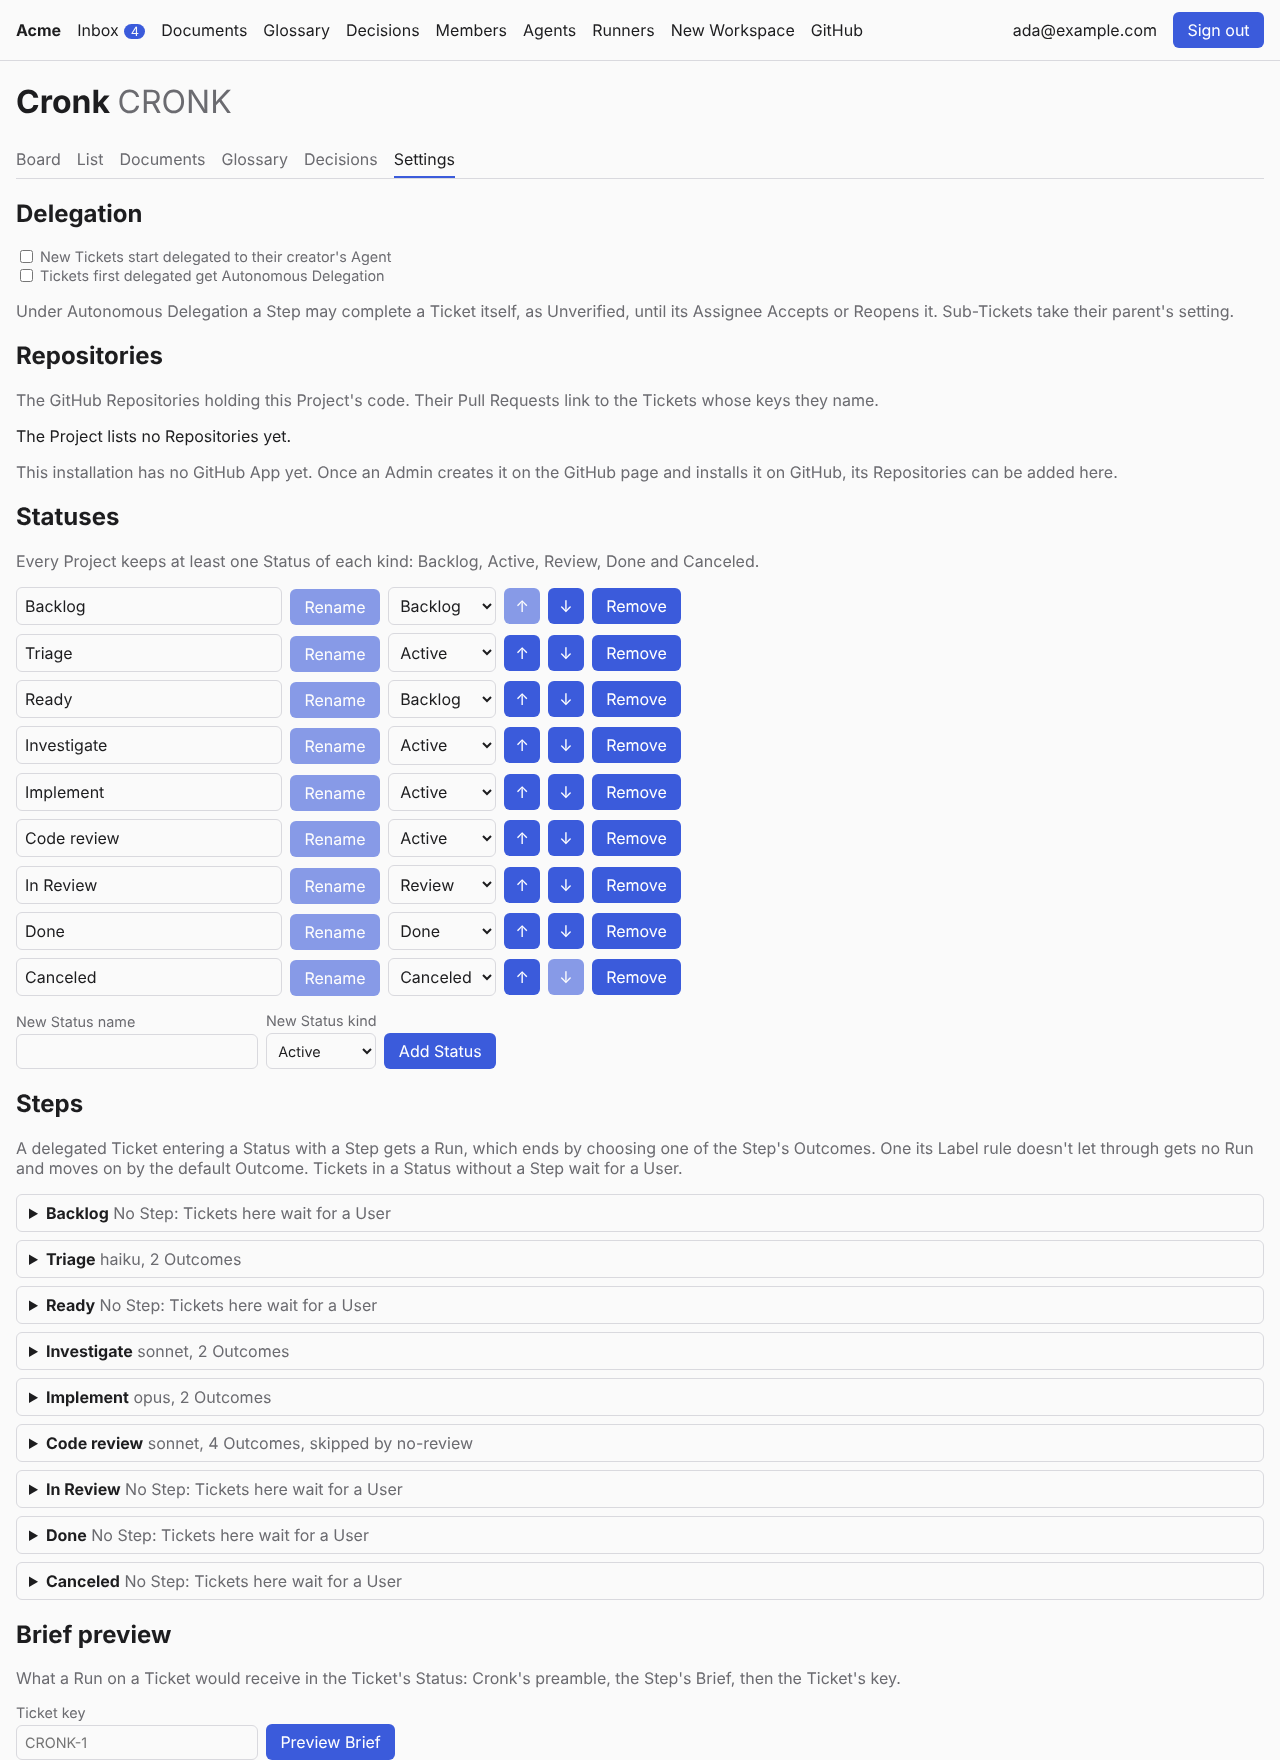 Acme Inbox 4 Documents Glossary Decisions Members Agents Runners New Workspace GitHub ada@example.com Sign out
Cronk CRONK
Board List Documents Glossary Decisions Settings
Delegation
New Tickets start delegated to their creator's Agent
Tickets first delegated get Autonomous Delegation
Under Autonomous Delegation a Step may complete a Ticket itself, as Unverified, until its Assignee Accepts or Reopens it. Sub-Tickets take their parent's setting.
Repositories
The GitHub Repositories holding this Project's code. Their Pull Requests link to the Tickets whose keys they name.
The Project lists no Repositories yet.
This installation has no GitHub App yet. Once an Admin creates it on the GitHub page and installs it on GitHub, its Repositories can be added here.
Statuses
Every Project keeps at least one Status of each kind: Backlog, Active, Review, Done and Canceled.
Backlog Rename Backlog ↑ ↓ Remove
Triage Rename Active ↑ ↓ Remove
Ready Rename Backlog ↑ ↓ Remove
Investigate Rename Active ↑ ↓ Remove
Implement Rename Active ↑ ↓ Remove
Code review Rename Active ↑ ↓ Remove
In Review Rename Review ↑ ↓ Remove
Done Rename Done ↑ ↓ Remove
Canceled Rename Canceled ↑ ↓ Remove
New Status name New Status kind
Active Add Status
Steps
A delegated Ticket entering a Status with a Step gets a Run, which ends by choosing one of the Step's Outcomes. One its Label rule doesn't let through gets no Run
and moves on by the default Outcome. Tickets in a Status without a Step wait for a User.
Backlog No Step: Tickets here wait for a User
Triage haiku, 2 Outcomes
Ready No Step: Tickets here wait for a User
Investigate sonnet, 2 Outcomes
Implement opus, 2 Outcomes
Code review sonnet, 4 Outcomes, skipped by no-review
In Review No Step: Tickets here wait for a User
Done No Step: Tickets here wait for a User
Canceled No Step: Tickets here wait for a User
Brief preview
What a Run on a Ticket would receive in the Ticket's Status: Cronk's preamble, the Step's Brief, then the Ticket's key.
Ticket key
CRONK-1 Preview Brief